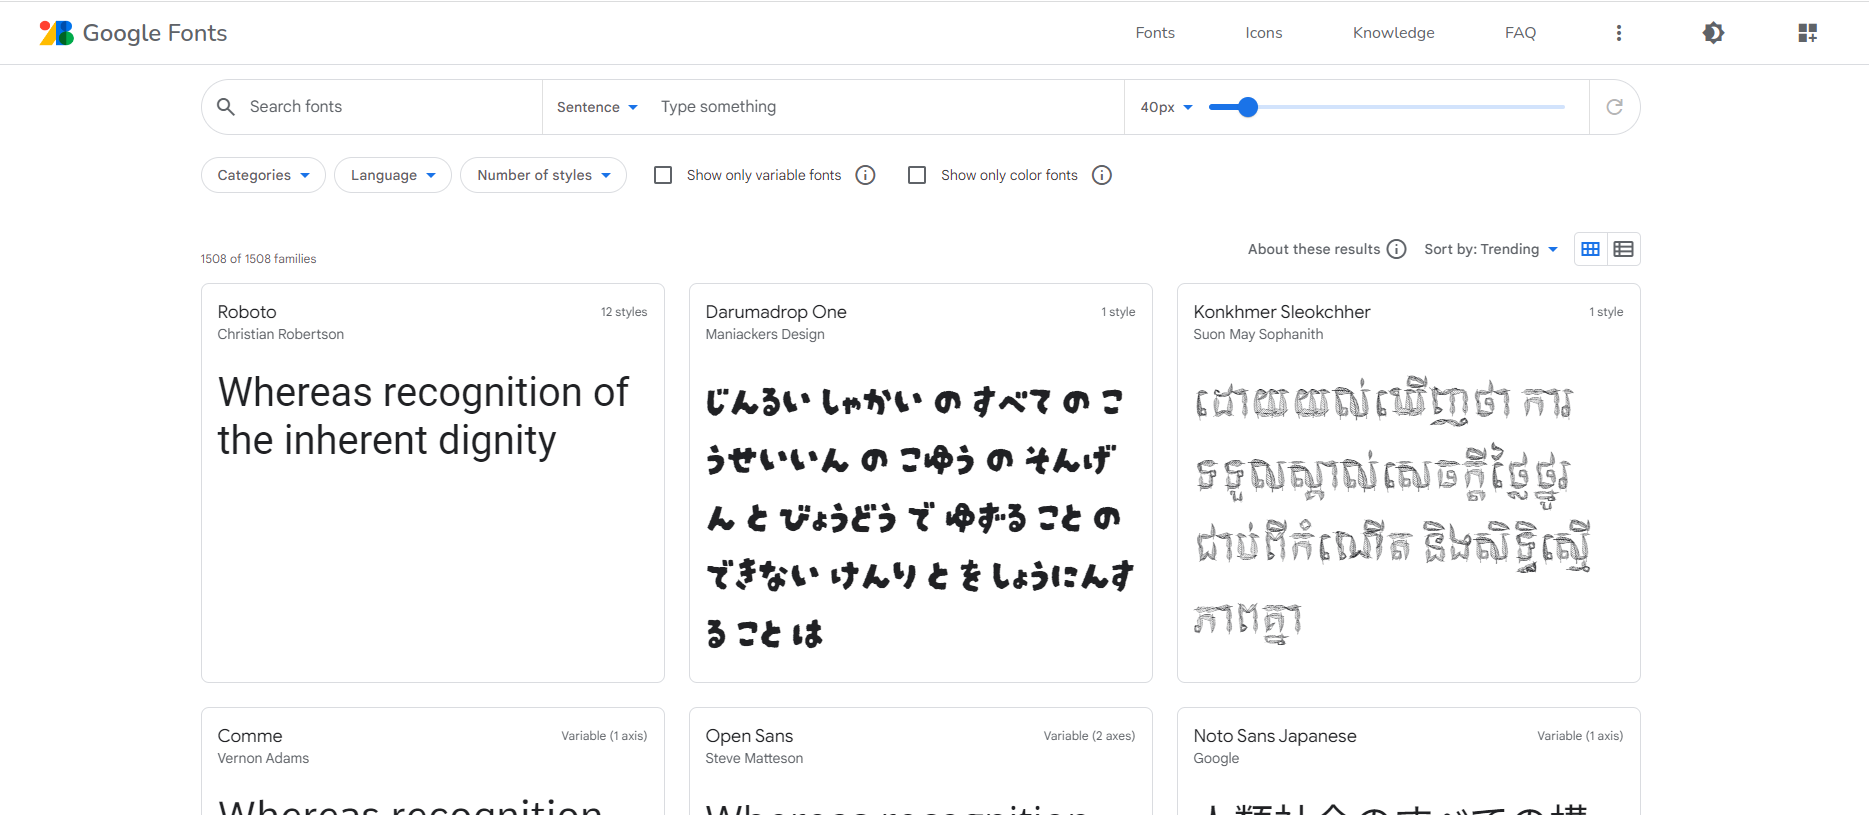 Google Fonts
Fonts
Icons
Knowledge
FAQ
Search fonts
Sentence
Type something
40px
Categories
Language
Number of styles
Show only variable fonts
Show only color fonts
1508 of 1508 families
About these results
Sort by: Trending
Roboto
12 styles
Christian Robertson
Whereas recognition of
the inherent dignity
Darumadrop One
1 style
Maniackers Design
じんるい しゃかい の すべて の こ
うせいいん の こゆう の そんげ
ん と びょうどう で ゆずる こと の
できない けんり と を しょうにんす
る こと は
Konkhmer Sleokchher
1 style
Suon May Sophanith
ដោយយល់ឃើញថា ការ
ទទួលស្គាល់សេចក្ដីថ្លៃថ្នូរ
ជាប់ពីកំណើត និងសិទ្ធិស្មើ
ភាពគ្នា
Comme
Variable (1 axis)
Vernon Adams
Whereas recognition
Open Sans
Variable (2 axes)
Steve Matteson
Whereas recognition
Noto Sans Japanese
Variable (1 axis)
Google
人類社会のすべての構